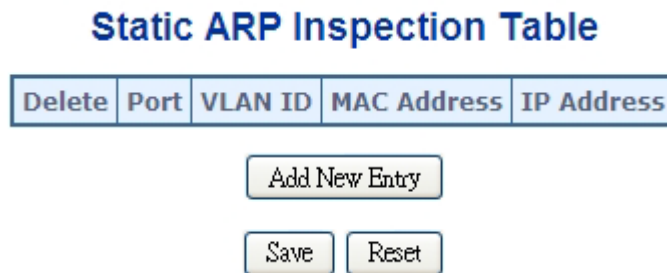 Static ARP Inspection Table
Delete Port VLAN ID MAC Address IP Address
Add New Entry
Save Reset